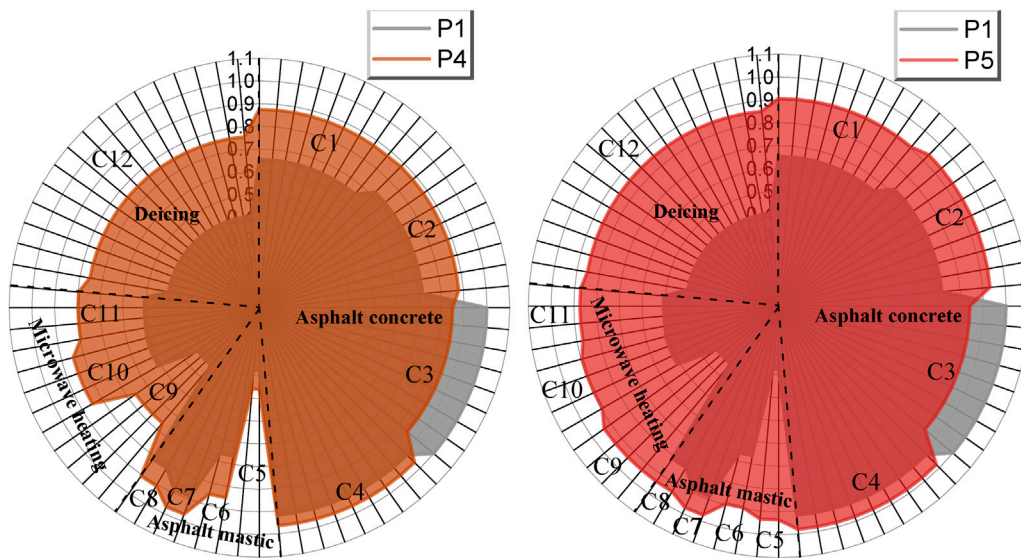 P1
P4
1.1
1.0
0.9
0.8
0.7
0.6
0.5
C1
C2
C3
C4
C5
C6
C7
C8
C9
C10
C11
C12
Deicing
Asphalt concrete
Microwave heating
Asphalt mastic
P1
P5
1.1
1.0
0.9
0.8
0.7
0.6
0.5
C1
C2
C3
C4
C5
C6
C7
C8
C9
C10
C11
C12
Deicing
Asphalt concrete
Microwave heating
Asphalt mastic